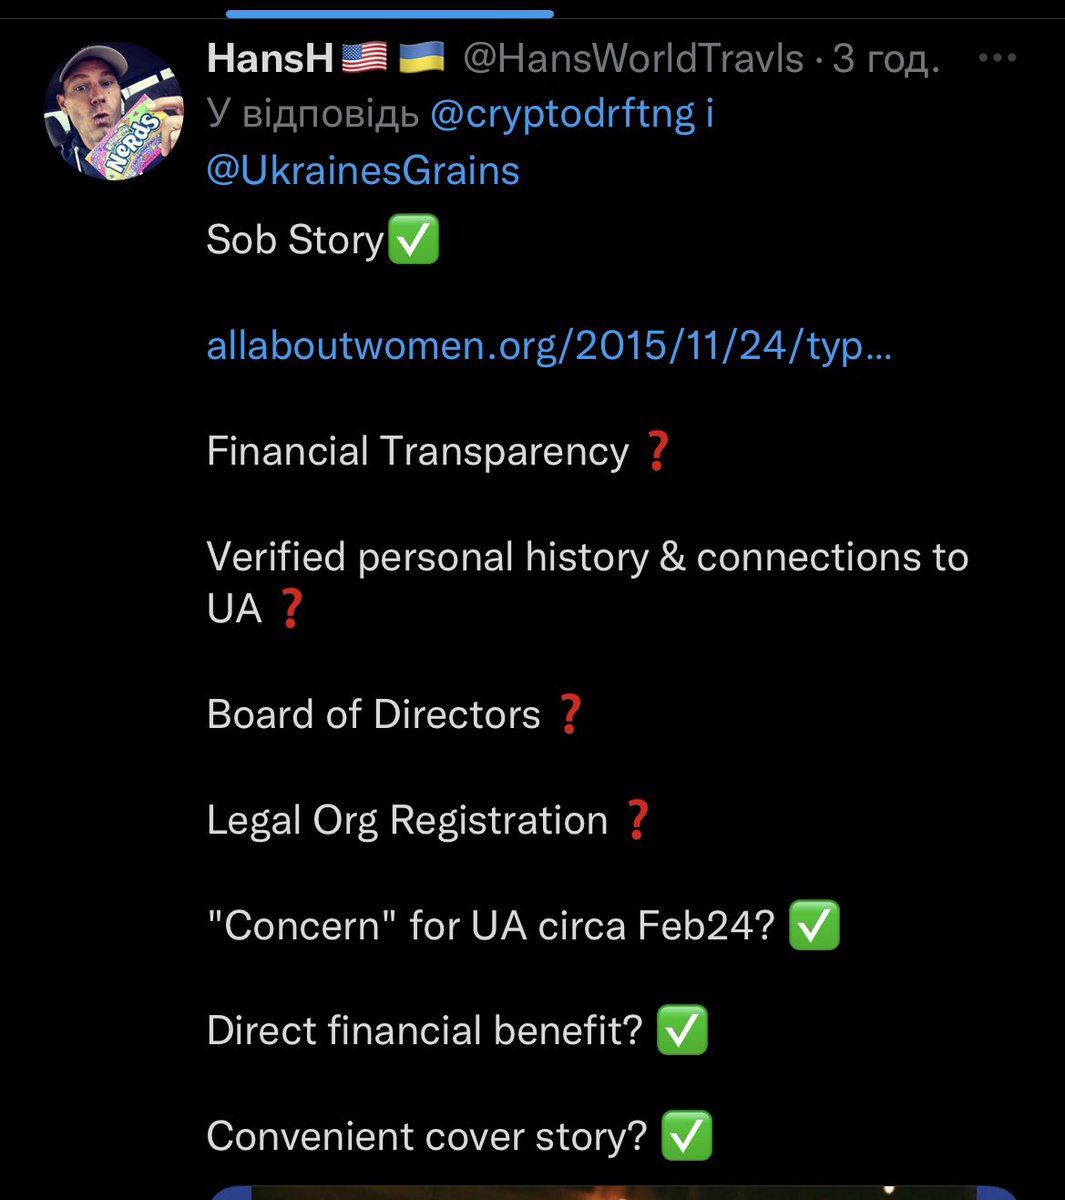 HansH🇺🇸 🇺🇦 @HansWorldTravls · 3 год.
У відповідь @cryptodrftng і
@UkrainesGrains
Sob Story✅
allaboutwomen.org/2015/11/24/typ...
Financial Transparency ❓
Verified personal history & connections to
UA ❓
Board of Directors ❓
Legal Org Registration ❓
"Concern" for UA circa Feb24? ✅
Direct financial benefit? ✅
Convenient cover story? ✅
NeRdS